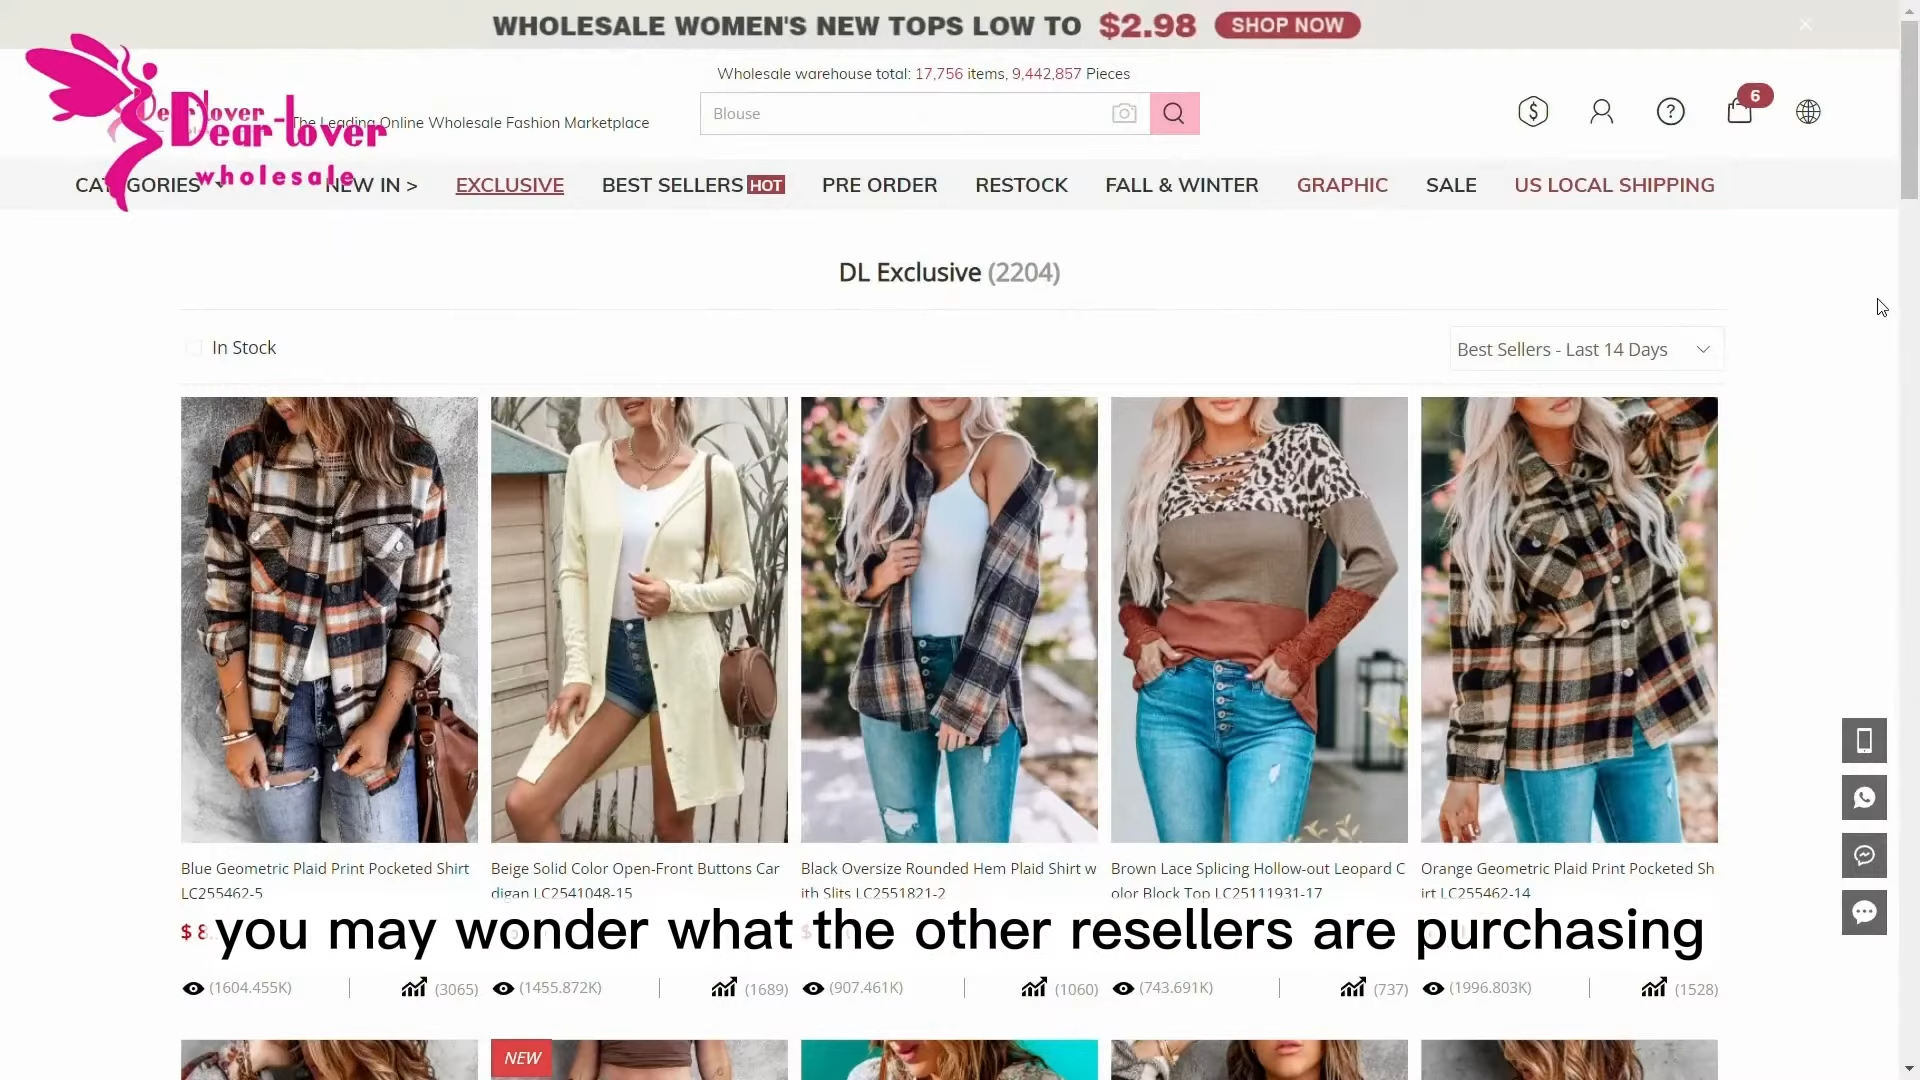 WHOLESALE WOMEN'S NEW TOPS LOW TO $2.98 SHOP NOW
Wholesale warehouse total: 17,756 items, 9,442,857 Pieces
Dear-lover
wholesale
The Leading Online Wholesale Fashion Marketplace
Blouse
6
CATEGORIES NEW IN > EXCLUSIVE BEST SELLERS HOT PRE ORDER RESTOCK FALL & WINTER GRAPHIC SALE US LOCAL SHIPPING
DL Exclusive (2204)
In Stock
Best Sellers - Last 14 Days
Blue Geometric Plaid Print Pocketed Shirt
LC255462-5
Beige Solid Color Open-Front Buttons Car
digan LC2541048-15
Black Oversize Rounded Hem Plaid Shirt w
ith Slits LC2551821-2
Brown Lace Splicing Hollow-out Leopard C
olor Block Top LC25111931-17
Orange Geometric Plaid Print Pocketed Sh
irt LC255462-14
you may wonder what the other resellers are purchasing
(1604.455K) (3065)
(1455.872K) (1689)
(907.461K) (1060)
(743.691K) (737)
(1996.803K) (1528)
NEW